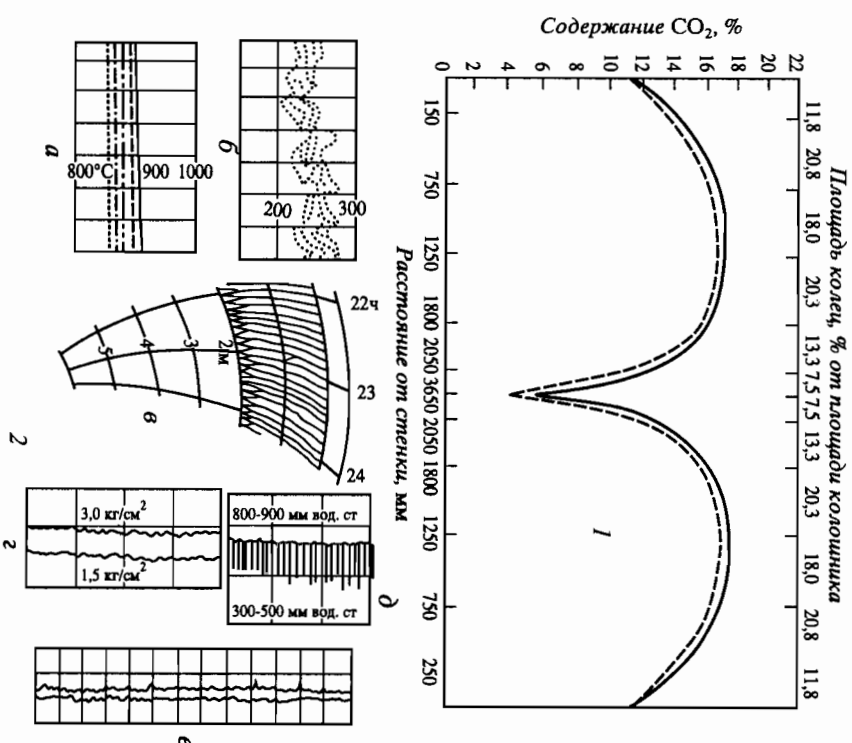 Содержание CO₂, %
0 2 4 6 8 10 12 14 16 18 20 22
Площадь колец, % от площади колошника
11,8 20,8 18,0 20,3 13,3 7,5 7,5 13,3 20,3 18,0 20,8 11,8
1
150 750 1250 1800 2050 3650 2050 1800 1250 750 250
Расстояние от стенки, мм
б
200 300
а
800°С 900 1000
22ч
23
24
2м
3
4
5
в
2
д
800-900 мм вод. ст
300-500 мм вод. ст
г
3,0 кг/см²
1,5 кг/см²
е